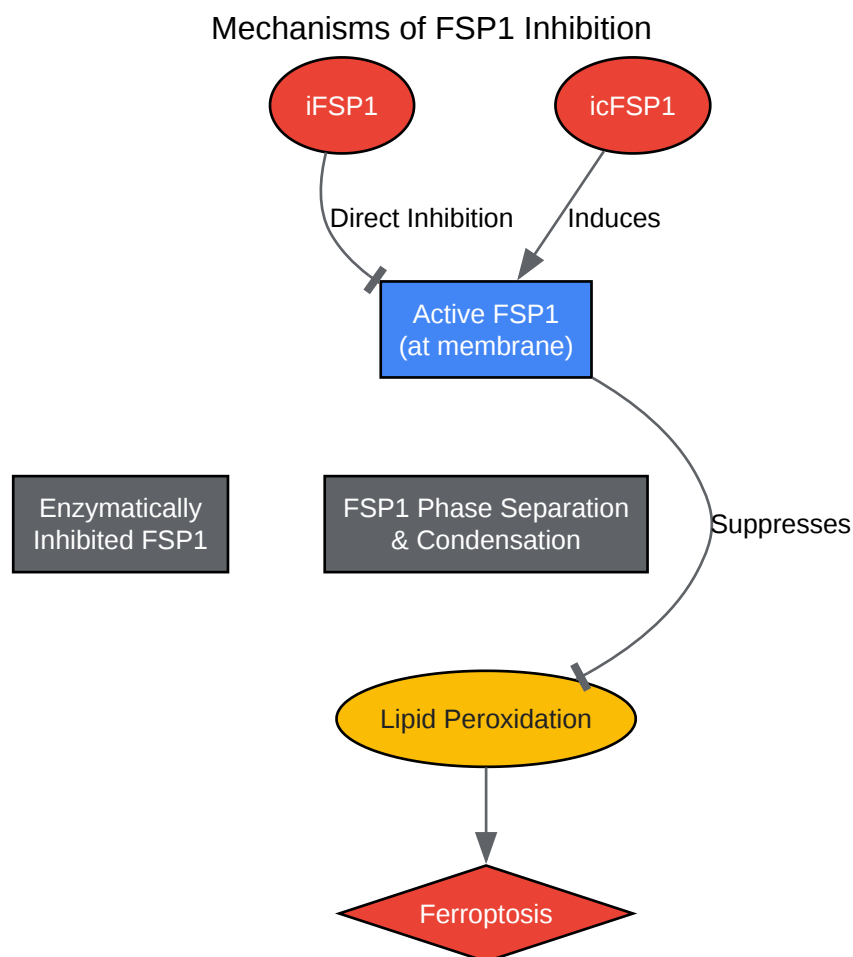 Mechanisms of FSP1 Inhibition
iFSP1
icFSP1
Direct Inhibition
Induces
Active FSP1
(at membrane)
Enzymatically
Inhibited FSP1
FSP1 Phase Separation
& Condensation
Suppresses
Lipid Peroxidation
Ferroptosis